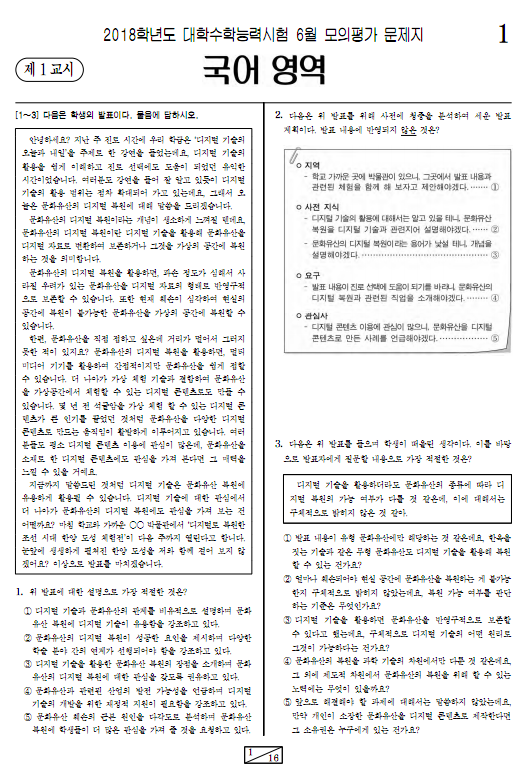 2018학년도 대학수학능력시험 6월 모의평가 문제지
1
제 1 교시
국어 영역
[1~3] 다음은 학생의 발표이다. 물음에 답하시오.
안녕하세요? 지난 주 진로 시간에 우리 학급은 '디지털 기술의
오늘과 내일'을 주제로 한 강연을 들었는데요, 디지털 기술의
활용을 쉽게 이해하고 진로 선택에도 도움이 되었던 유익한
시간이었습니다. 여러분도 강연을 들어 잘 알고 있듯이 디지털
기술의 활용 범위는 점차 확대되어 가고 있는데요, 그래서 오
늘은 문화유산의 디지털 복원에 대해 말씀을 드리겠습니다.
문화유산의 디지털 복원이라는 개념이 생소하게 느껴질 텐데요,
문화유산의 디지털 복원이란 디지털 기술을 활용해 문화유산을
디지털 자료로 변환하여 보존하거나 그것을 가상의 공간에 복원
하는 것을 의미합니다.
문화유산의 디지털 복원을 활용하면, 파손 정도가 심해서 사
라질 우려가 있는 문화유산을 디지털 자료의 형태로 반영구적
으로 보존할 수 있습니다. 또한 현재 훼손이 심각하여 현실의
공간에 복원이 불가능한 문화유산을 가상의 공간에 복원할 수
있습니다.
한편, 문화유산을 직접 접하고 싶은데 거리가 멀어서 그러지
못한 적이 있지요? 문화유산의 디지털 복원을 활용하면, 멀티
미디어 기기를 활용하여 간접적이지만 문화유산을 쉽게 접할
수 있습니다. 더 나아가 가상 체험 기술과 결합하여 문화유산
을 가상공간에서 체험할 수 있는 디지털 콘텐츠로도 만들 수
있습니다. 몇 년 전 석굴암을 가상 체험 할 수 있는 디지털 콘
텐츠가 큰 인기를 끌었던 것처럼 문화유산을 다양한 디지털
콘텐츠로 만드는 움직임이 활발하게 이루어지고 있습니다. 여러
분들도 평소 디지털 콘텐츠 이용에 관심이 많은데, 문화유산을
소재로 한 디지털 콘텐츠에도 관심을 가져 본다면 그 매력을
느낄 수 있을 거예요.
지금까지 말씀드린 것처럼 디지털 기술은 문화유산 복원에
유용하게 활용될 수 있습니다. 디지털 기술에 대한 관심에서
더 나아가 문화유산의 디지털 복원에도 관심을 가져 보는 건
어떨까요? 마침 학교와 가까운 ○○ 박물관에서 '디지털로 복원한
조선 시대 한양 도성 체험전'이 다음 주까지 열린다고 합니다.
눈앞에 생생하게 펼쳐진 한양 도성을 저와 함께 걸어 보지 않
겠어요? 이상으로 발표를 마치겠습니다.
1. 위 발표에 대한 설명으로 가장 적절한 것은?
① 디지털 기술과 문화유산의 관계를 비유적으로 설명하여 문화
유산 복원에 디지털 기술이 유용함을 강조하고 있다.
② 문화유산의 디지털 복원이 성공한 요인을 제시하며 다양한
학술 분야 간의 연계가 선행되어야 함을 강조하고 있다.
③ 디지털 기술을 활용한 문화유산 복원의 장점을 소개하며 문화
유산의 디지털 복원에 대한 관심을 갖도록 권유하고 있다.
④ 문화유산과 관련된 산업의 발전 가능성을 언급하며 디지털
기술의 개발을 위한 재정적 지원이 필요함을 강조하고 있다.
⑤ 문화유산 훼손의 급는 원인을 다각도로 분석하며 문화유산
복원에 학생들이 더 많은 관심을 가져 줄 것을 요청하고 있다.
2. 다음은 위 발표를 위해 사전에 청중을 분석하여 세운 발표
계획이다. 발표 내용에 반영되지 않은 것은?
○ 지역
- 학교 가까운 곳에 박물관이 있으니, 그곳에서 발표 내용과
관련된 체험을 함께 해 보자고 제안해야겠다. ······· ①
○ 사전 지식
- 디지털 기술의 활용에 대해서는 알고 있을 테니, 문화유산
복원을 디지털 기술과 관련지어 설명해야겠다. ······ ②
- 문화유산의 디지털 복원이라는 용어가 낯설 테니, 개념을
설명해야겠다. ······························ ③
○ 요구
- 발표 내용이 진로 선택에 도움이 되기를 바라니, 문화유산의
디지털 복원과 관련된 직업을 소개해야겠다. ······· ④
○ 관심사
- 디지털 콘텐츠 이용에 관심이 많으니, 문화유산을 디지털
콘텐츠로 만든 사례를 언급해야겠다. ················ ⑤
3. 다음은 위 발표를 들으며 학생이 떠올린 생각이다. 이를 바탕
으로 발표자에게 질문할 내용으로 가장 적절한 것은?
디지털 기술을 활용하더라도 문화유산의 종류에 따라 디
지털 복원의 가능 여부가 다를 것 같은데, 이에 대해서는
구체적으로 밝히지 않은 것 같아.
① 발표 내용이 유형 문화유산에만 해당하는 것 같은데요, 한옥을
짓는 기술과 같은 무형 문화유산도 디지털 기술을 활용해 복원
할 수 있는 건가요?
② 얼마나 훼손되어야 현실 공간에 문화유산을 복원하는 게 불가능
한지 구체적으로 밝히지 않았는데요, 복원 가능 여부를 판단
하는 기준은 무엇인가요?
③ 디지털 기술을 활용하면 문화유산을 반영구적으로 보존할
수 있다고 했는데요, 구체적으로 디지털 기술의 어떤 원리로
그것이 가능하다는 건가요?
④ 문화유산의 복원을 과학 기술의 차원에서만 다룬 것 같은데요,
그 외에 제도적 차원에서 문화유산의 복원을 위해 할 수 있는
노력에는 무엇이 있을까요?
⑤ 앞으로 해결해야 할 과제에 대해서는 말씀하지 않았는데요,
만약 개인이 소장한 문화유산을 디지털 콘텐츠로 제작한다면
그 소유권은 누구에게 있는 건가요?
1
16